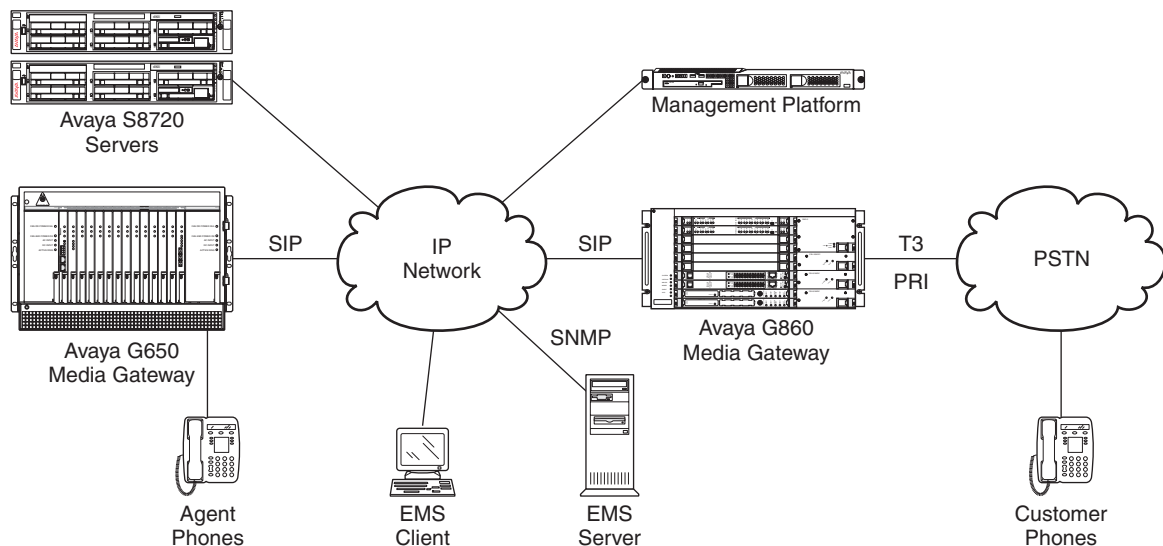 Avaya S8720
Servers
Management Platform
SIP
IP
Network
SIP
T3
PRI
PSTN
Avaya G650
Media Gateway
SNMP
Avaya G860
Media Gateway
Agent
Phones
EMS
Client
EMS
Server
Customer
Phones